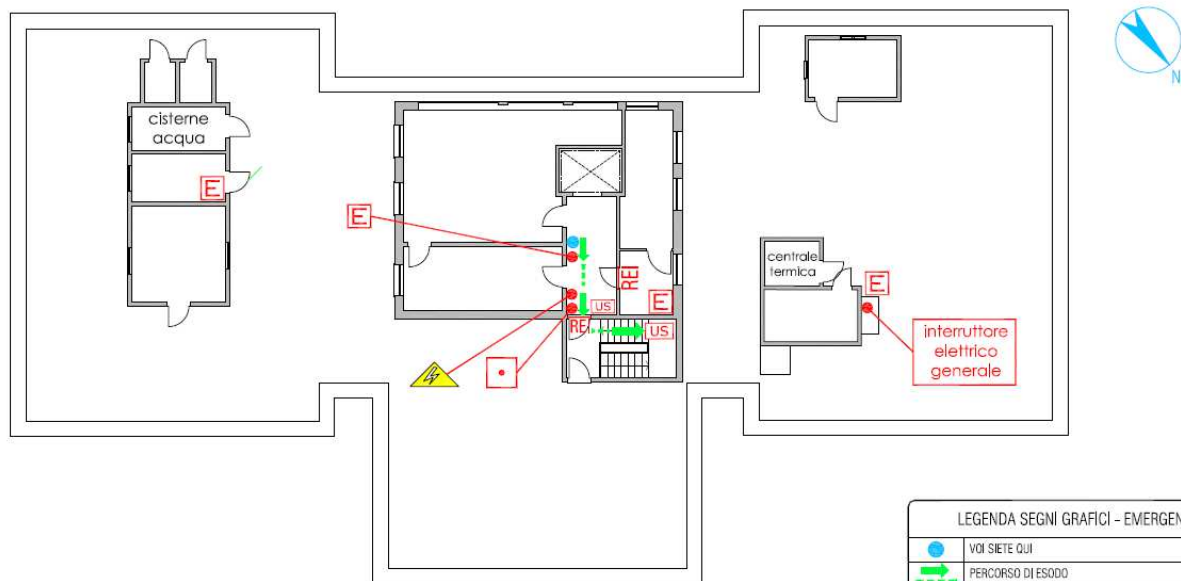 N
cisterne
acqua
E
E
REI
E
US
REI
US
centrale
termica
E
interruttore
elettrico
generale
LEGENDA SEGNI GRAFICI - EMERGEN
VOI SIETE QUI
PERCORSO DI ESODO